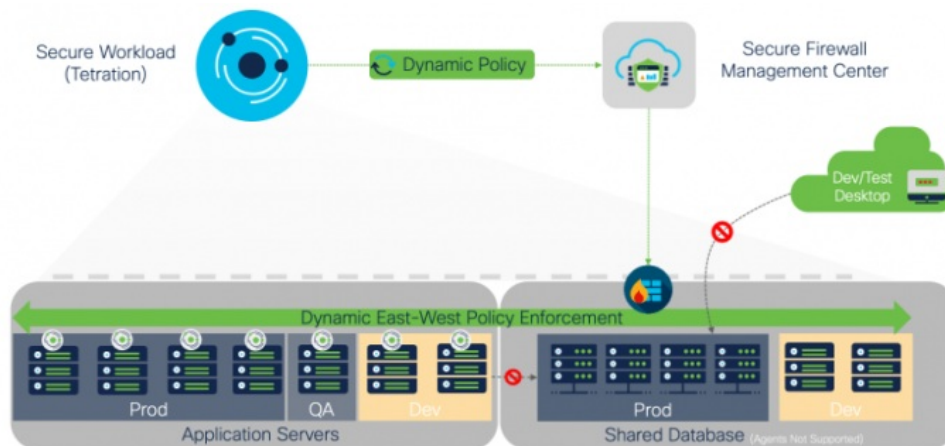 Secure Workload
(Tetration)
Dynamic Policy
Secure Firewall
Management Center
Dev/Test
Desktop
Dynamic East-West Policy Enforcement
Prod
QA
Dev
Prod
Dev
Application Servers
Shared Database (Agents Not Supported)